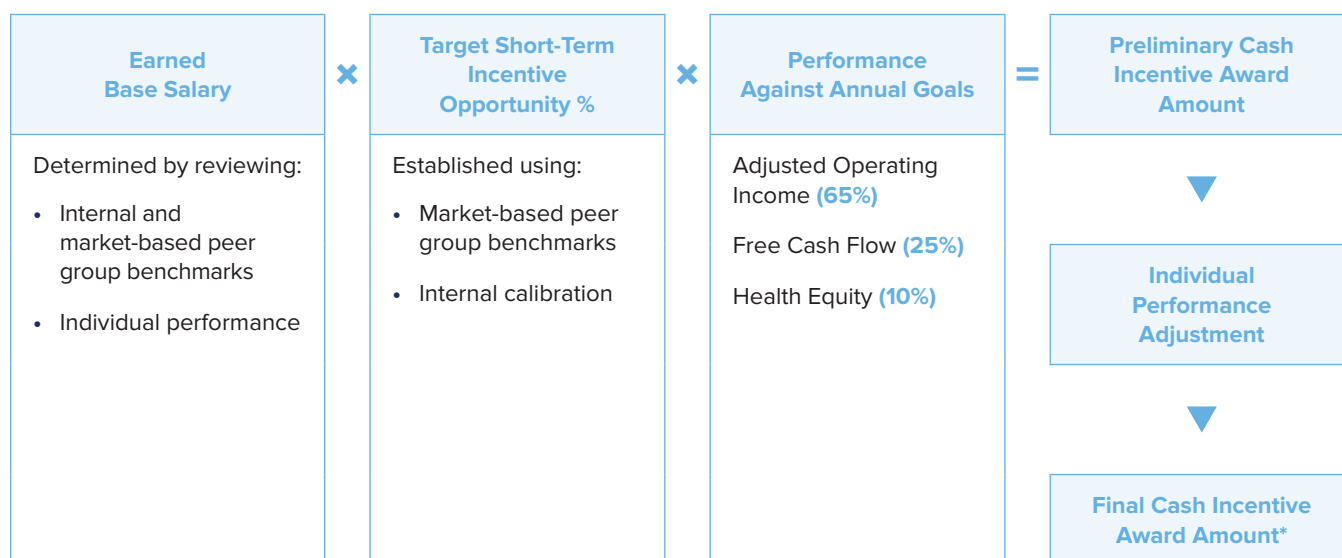 Earned
Base Salary
×
Target Short-Term
Incentive
Opportunity %
×
Performance
Against Annual Goals
=
Preliminary Cash
Incentive Award
Amount
Determined by reviewing:
• Internal and
market-based peer
group benchmarks
• Individual performance
Established using:
• Market-based peer
group benchmarks
• Internal calibration
Adjusted Operating
Income (65%)
Free Cash Flow (25%)
Health Equity (10%)
Individual
Performance
Adjustment
Final Cash Incentive
Award Amount*